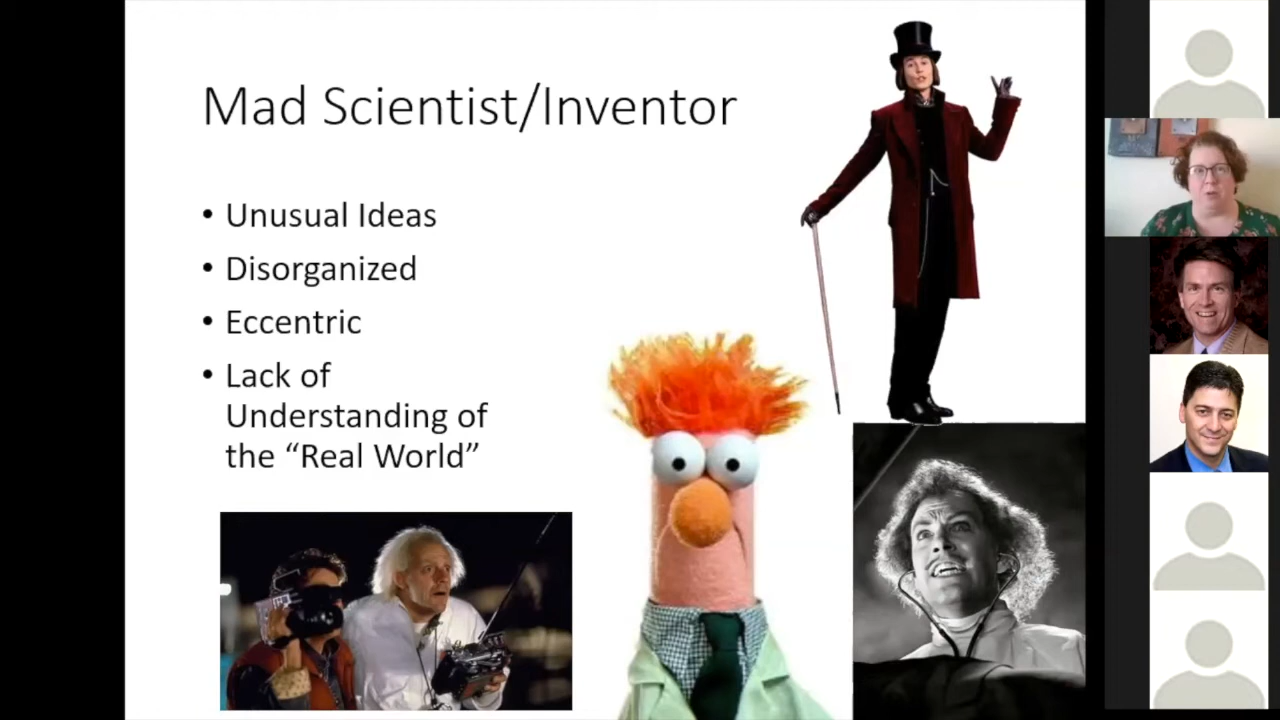 Mad Scientist/Inventor
• Unusual Ideas
• Disorganized
• Eccentric
• Lack of
Understanding of
the “Real World”